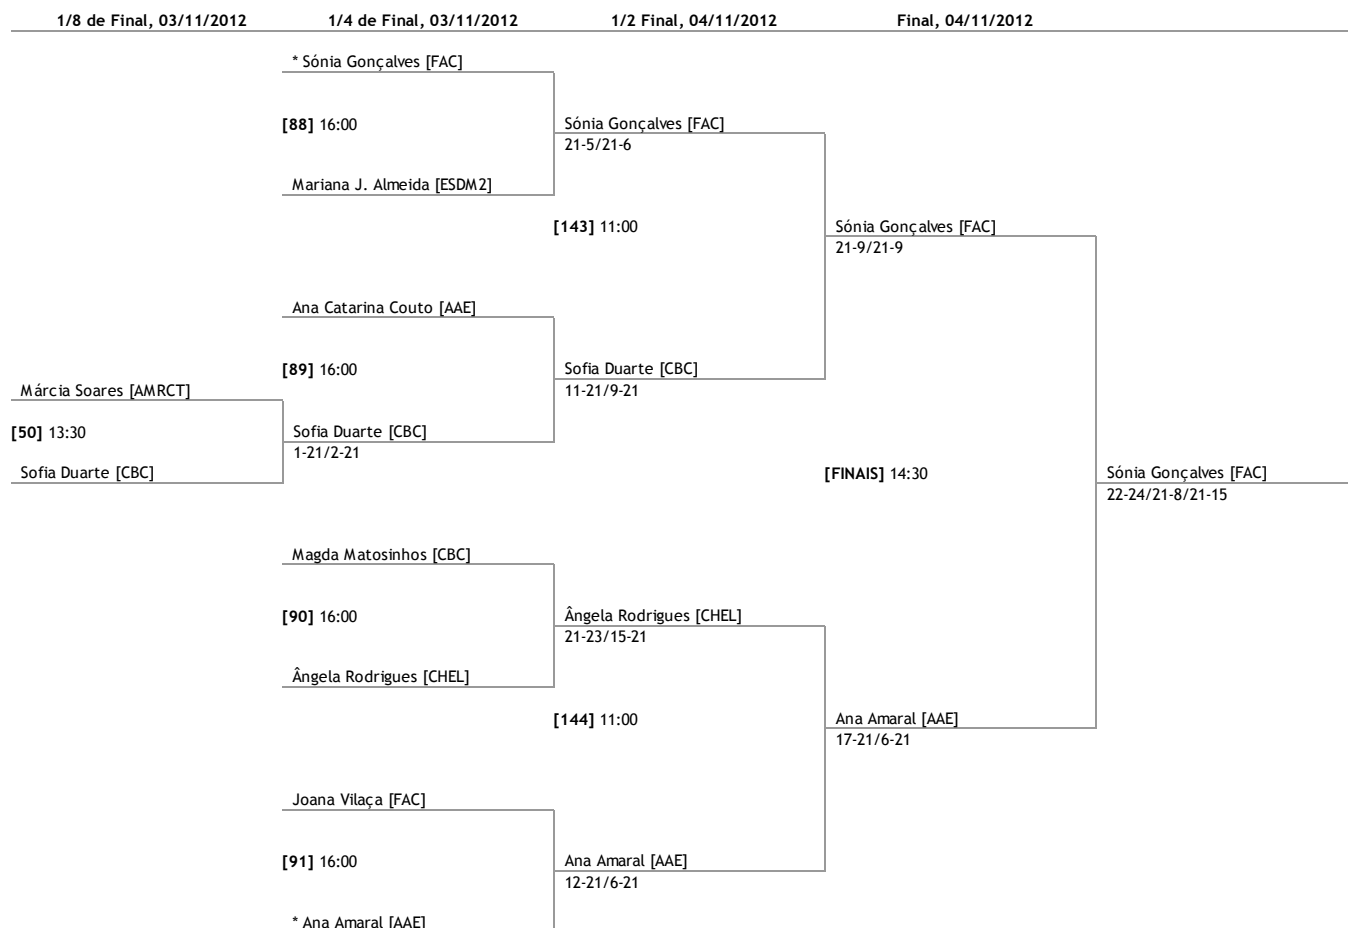 1/8 de Final, 03/11/2012 1/4 de Final, 03/11/2012 1/2 Final, 04/11/2012 Final, 04/11/2012
* Sónia Gonçalves [FAC]
[88] 16:00 Sónia Gonçalves [FAC]
21-5/21-6
Mariana J. Almeida [ESDM2]
[143] 11:00 Sónia Gonçalves [FAC]
21-9/21-9
Ana Catarina Couto [AAE]
[89] 16:00 Sofia Duarte [CBC]
Márcia Soares [AMRCT] 11-21/9-21
[50] 13:30 Sofia Duarte [CBC]
1-21/2-21
Sofia Duarte [CBC] [FINAIS] 14:30 Sónia Gonçalves [FAC]
22-24/21-8/21-15
Magda Matosinhos [CBC]
[90] 16:00 Ângela Rodrigues [CHEL]
21-23/15-21
Ângela Rodrigues [CHEL]
[144] 11:00 Ana Amaral [AAE]
17-21/6-21
Joana Vilaça [FAC]
[91] 16:00 Ana Amaral [AAE]
12-21/6-21
* Ana Amaral [AAE]